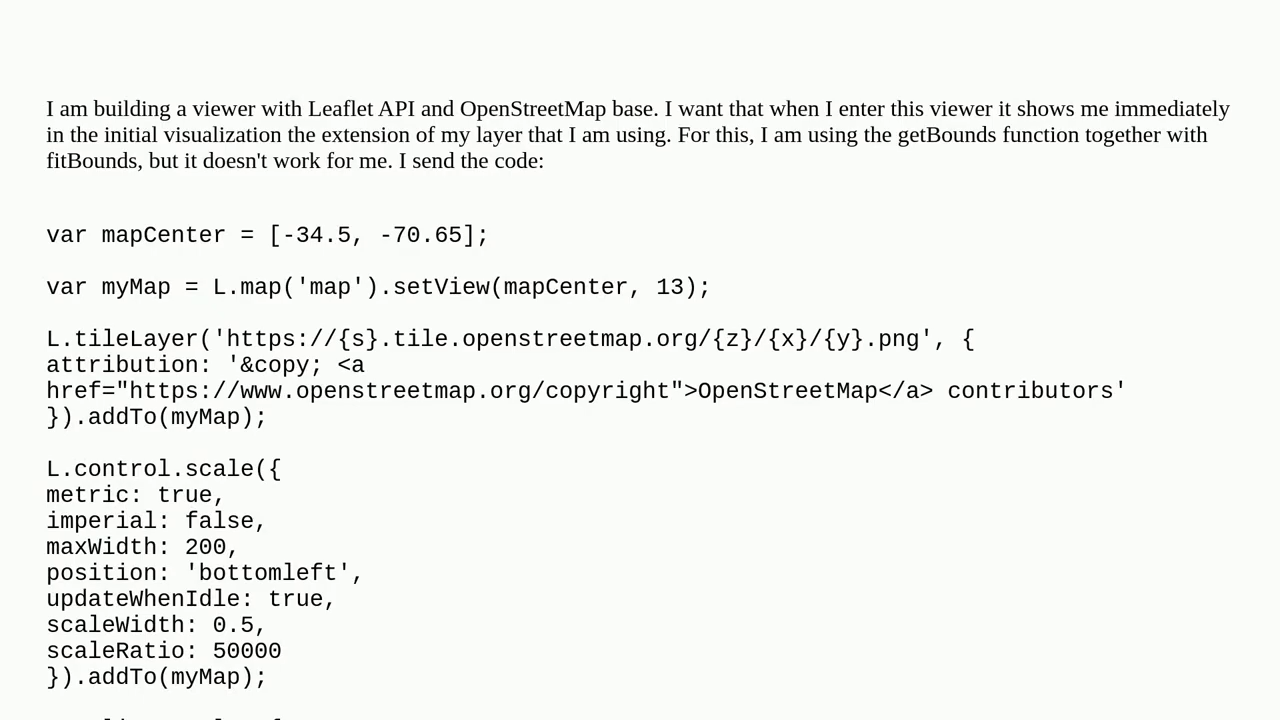 I am building a viewer with Leaflet API and OpenStreetMap base. I want that when I enter this viewer it shows me immediately
in the initial visualization the extension of my layer that I am using. For this, I am using the getBounds function together with
fitBounds, but it doesn't work for me. I send the code:
var mapCenter = [-34.5, -70.65];
var myMap = L.map('map').setView(mapCenter, 13);
L.tileLayer('https://{s}.tile.openstreetmap.org/{z}/{x}/{y}.png', {
attribution: '&copy; <a
href="https://www.openstreetmap.org/copyright">OpenStreetMap</a> contributors'
}).addTo(myMap);
L.control.scale({
metric: true,
imperial: false,
maxWidth: 200,
position: 'bottomleft',
updateWhenIdle: true,
scaleWidth: 0.5,
scaleRatio: 50000
}).addTo(myMap);